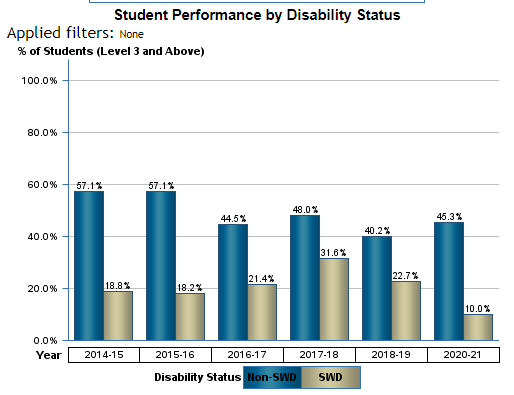 Student Performance by Disability Status
Applied filters: None
% of Students (Level 3 and Above)
100.0%
80.0%
60.0%
40.0%
20.0%
0.0%
57.1% 57.1% 44.5% 48.0% 40.2% 45.3%
18.8% 18.2% 21.4% 31.6% 22.7% 10.0%
Year 2014-15 2015-16 2016-17 2017-18 2018-19 2020-21
Disability Status Non-SWD SWD